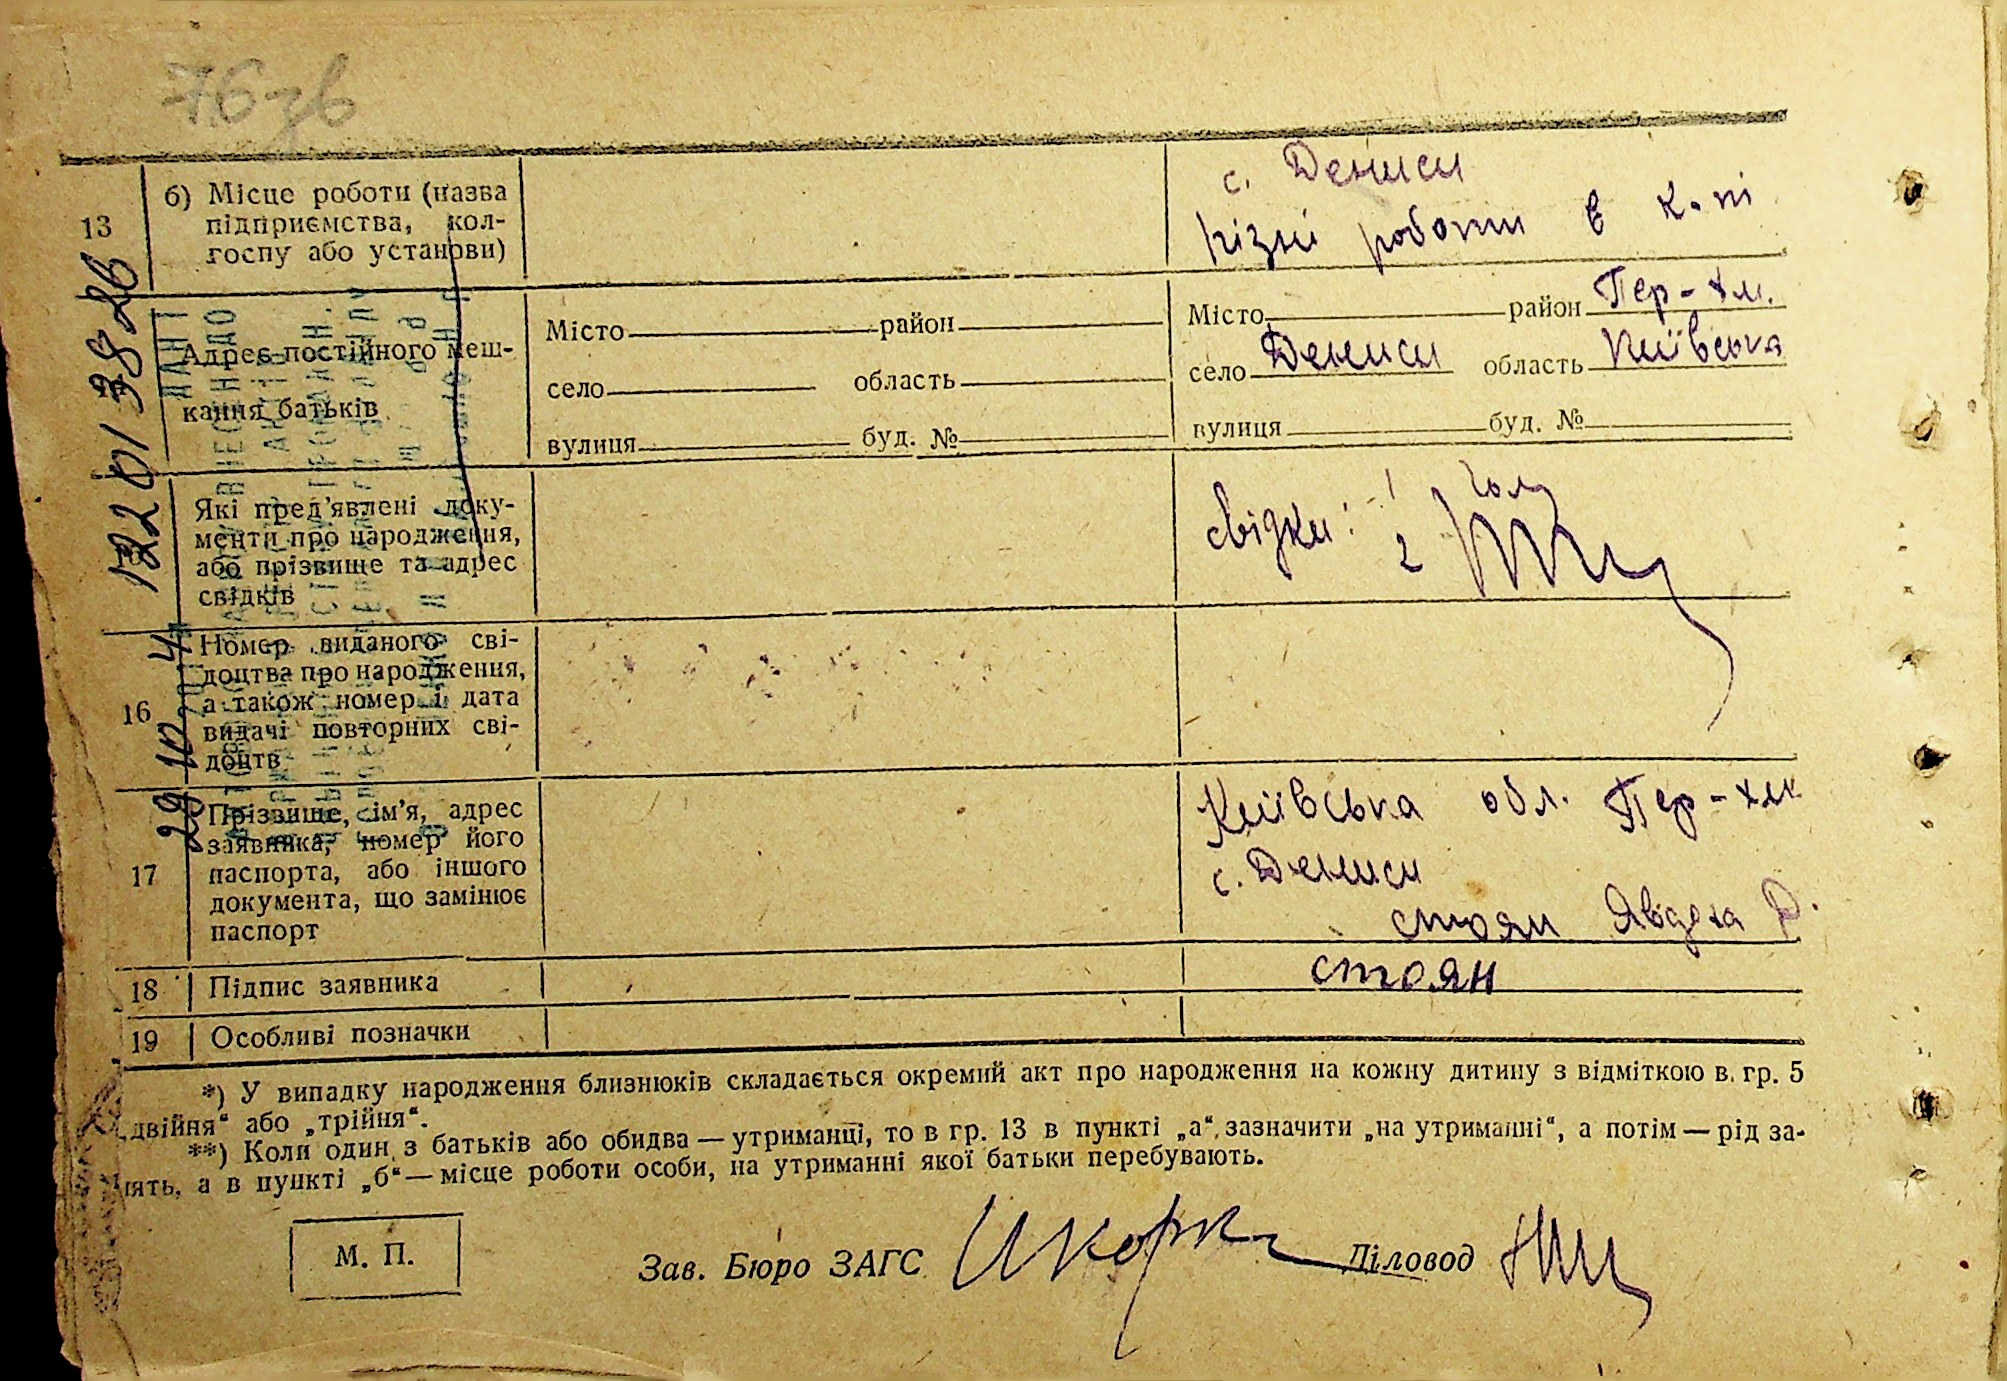 76 зв
13
б) Місце роботи (назва
підприємства, кол-
госпу або установи)
с. Дениси
Різні роботи в к-пі
Адрес постійного меш-
кання батьків
Місто район
село область
вулиця буд. №
Місто район Пер-Хм.
село Дениси область Київська
вулиця буд. №
Які пред'явлені доку-
менти про народження,
або прізвище та адрес
свідків
свідки: 1
2
16
Номер виданого сві-
доцтва про народження,
а також номер і дата
видачі повторних сві-
доцтв
17
Прізвище, ім'я, адрес
заявника, номер його
паспорта, або іншого
документа, що замінює
паспорт
Київська обл. Пер-Хм
с. Дениси
Стоян Явдоха Р.
18 Підпис заявника
Стоян
19 Особливі позначки
*) У випадку народження близнюків складається окремий акт про народження на кожну дитину з відміткою в. гр. 5
„двійня“ або „трійня“.
**) Коли один з батьків або обидва — утриманці, то в гр. 13 в пункті „а“ зазначити „на утриманні“, а потім — рід за-
нять, а в пункті „б“ — місце роботи особи, на утриманні якої батьки перебувають.
М. П.
Зав. Бюро ЗАГС
Діловод